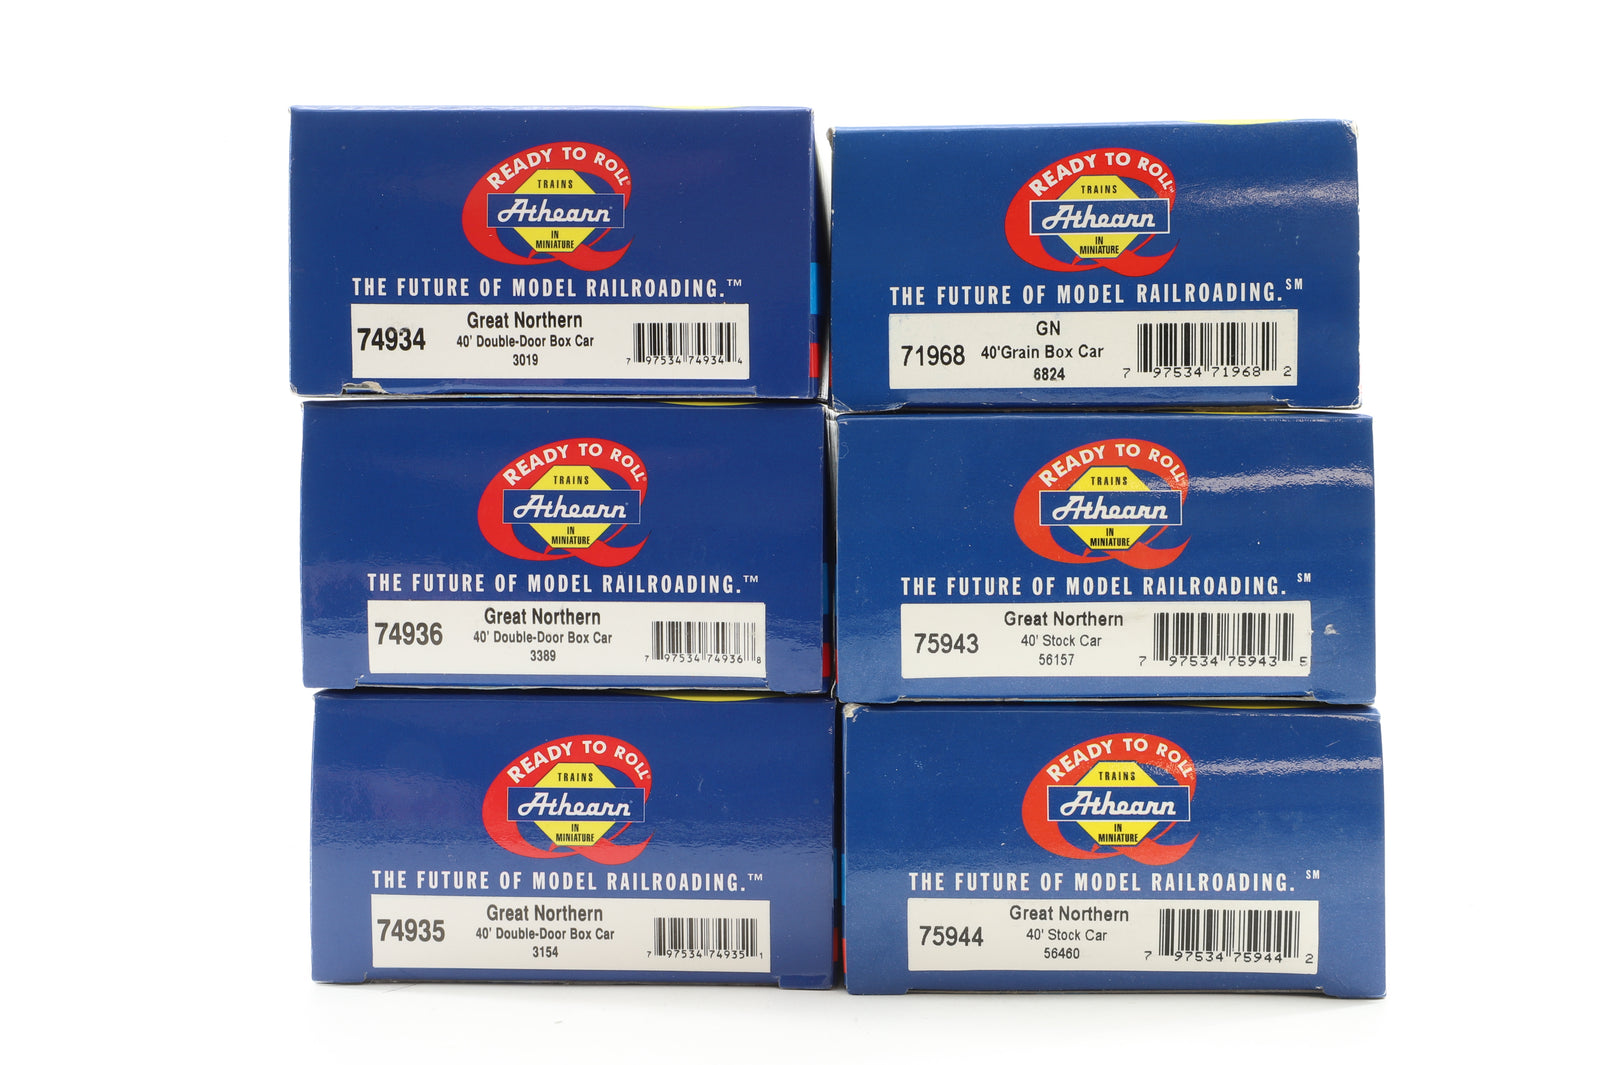 READY TO ROLL
TRAINS
Athearn
IN
MINIATURE
THE FUTURE OF MODEL RAILROADING.™
74934
Great Northern
40' Double-Door Box Car
3019
7 97534 74934 4
READY TO ROLL
TRAINS
Athearn
IN
MINIATURE
THE FUTURE OF MODEL RAILROADING.℠
71968
GN
40'Grain Box Car
6824
7 97534 71968 2
READY TO ROLL
TRAINS
Athearn
IN
MINIATURE
THE FUTURE OF MODEL RAILROADING.™
74936
Great Northern
40' Double-Door Box Car
3389
7 97534 74936 8
READY TO ROLL
TRAINS
Athearn
IN
MINIATURE
THE FUTURE OF MODEL RAILROADING. ℠
75943
Great Northern
40' Stock Car
56157
7 97534 75943 5
READY TO ROLL
TRAINS
Athearn
IN
MINIATURE
THE FUTURE OF MODEL RAILROADING.™
74935
Great Northern
40' Double-Door Box Car
3154
7 97534 74935 1
READY TO ROLL
TRAINS
Athearn
IN
MINIATURE
THE FUTURE OF MODEL RAILROADING. ℠
75944
Great Northern
40' Stock Car
56460
7 97534 75944 2